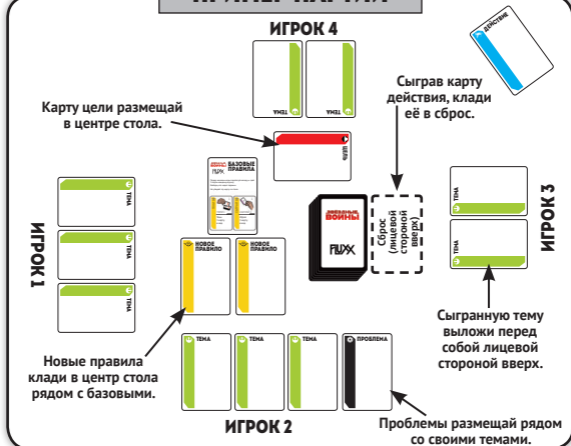 ИГРОК 4
ДЕЙСТВИЕ
Карту цели размещай
в центре стола.
ТЕМА
ТЕМА
Сыграв карту
действия, клади
её в сброс.
ЦЕЛЬ
БАЗОВЫЕ
ПРАВИЛА
FLUXX
ИГРОК 1
ТЕМА
ТЕМА
ТЕМА
НОВОЕ
ПРАВИЛО
НОВОЕ
ПРАВИЛО
ЗВЁЗДНЫЕ
ВОИНЫ
FLUXX
Сброс
(лицевой
стороной
вверх)
ТЕМА
ТЕМА
ИГРОК 3
Новые правила
клади в центр стола
рядом с базовыми.
Сыгранную тему
выложи перед
собой лицевой
стороной вверх.
ТЕМА
ТЕМА
ТЕМА
ПРОБЛЕМА
ИГРОК 2
Проблемы размещай рядом
со своими темами.